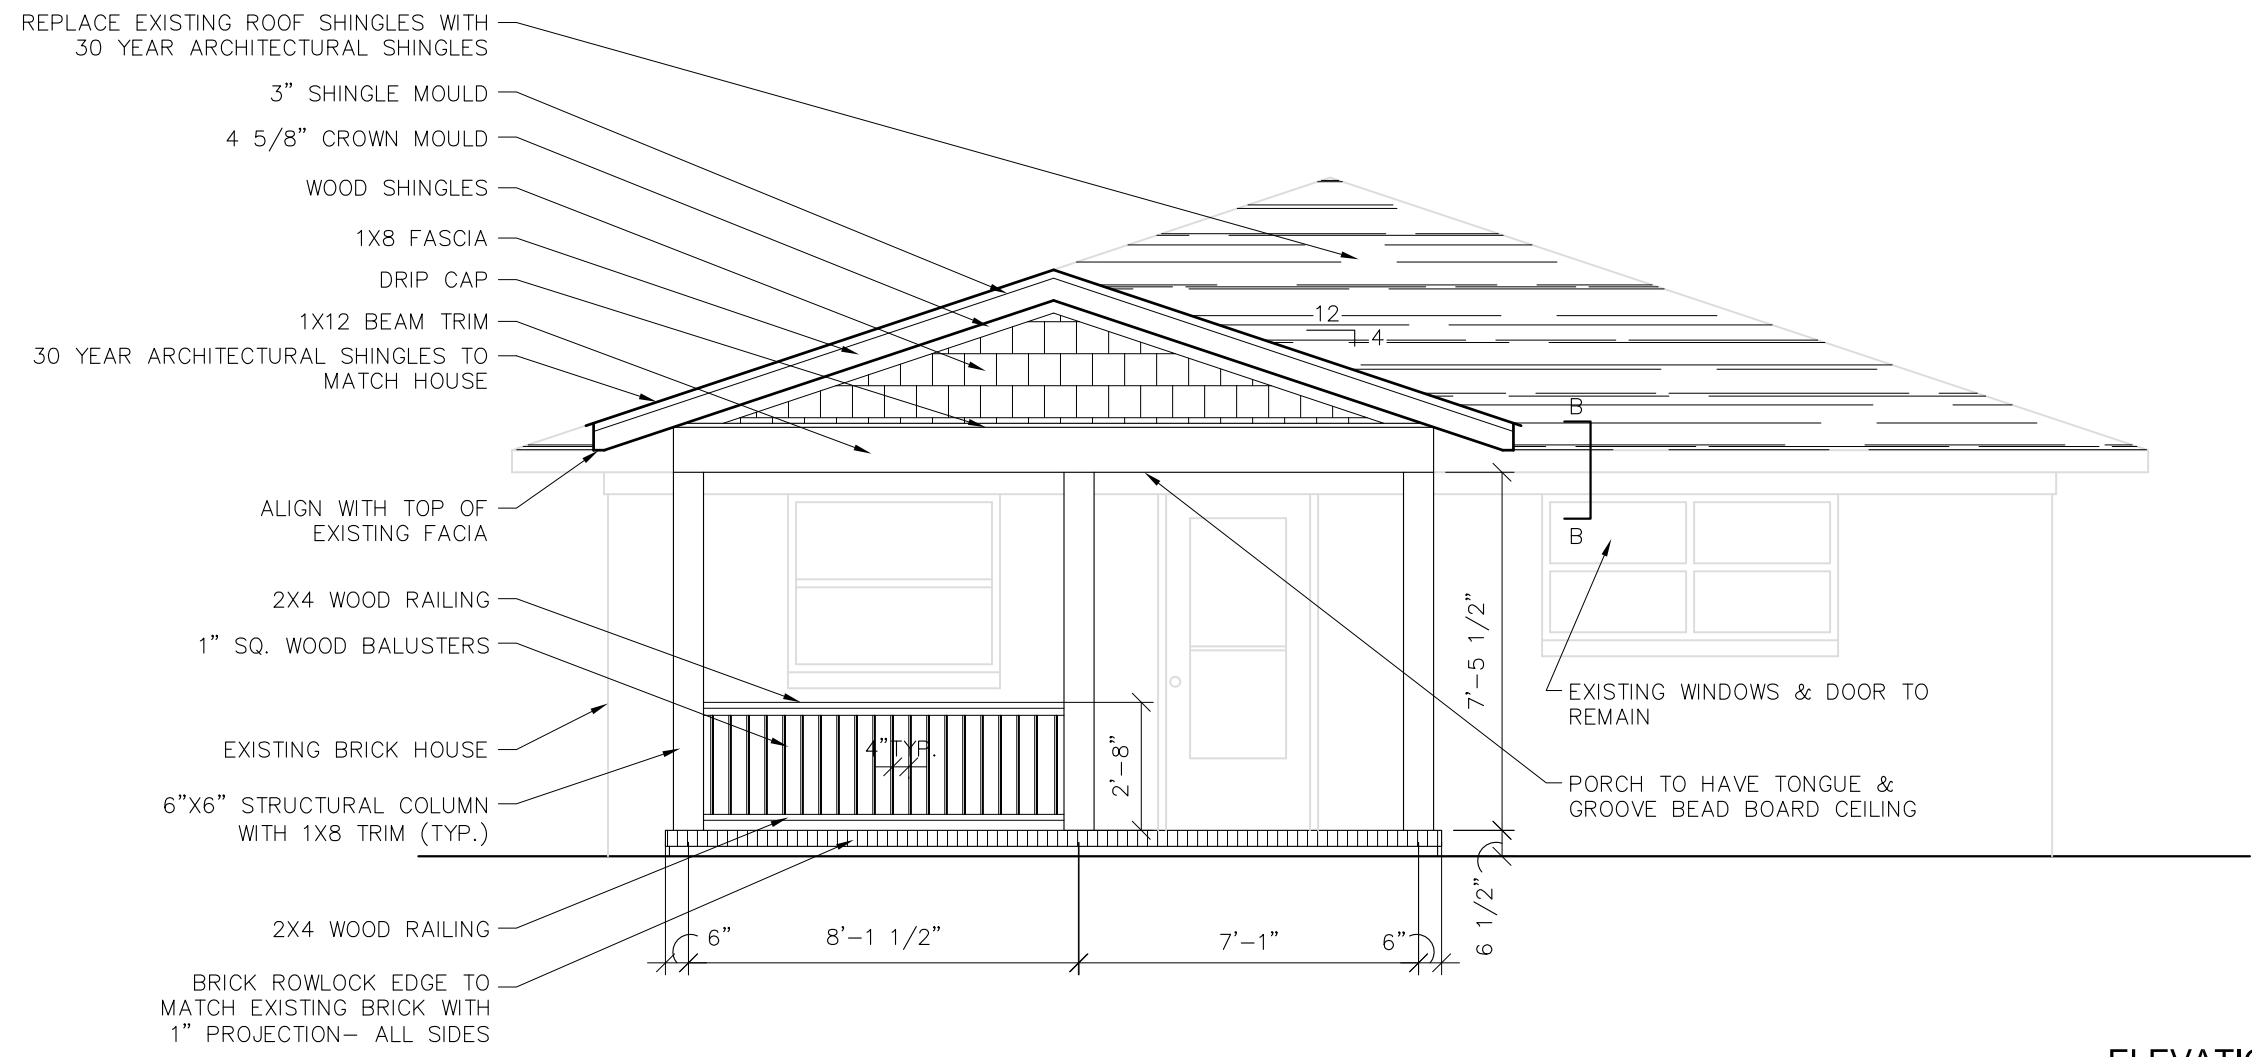 REPLACE EXISTING ROOF SHINGLES WITH
30 YEAR ARCHITECTURAL SHINGLES
3" SHINGLE MOULD
4 5/8" CROWN MOULD
WOOD SHINGLES
1X8 FASCIA
DRIP CAP
1X12 BEAM TRIM
30 YEAR ARCHITECTURAL SHINGLES TO
MATCH HOUSE
12
4
B
B
ALIGN WITH TOP OF
EXISTING FACIA
2X4 WOOD RAILING
1" SQ. WOOD BALUSTERS
EXISTING BRICK HOUSE
6"X6" STRUCTURAL COLUMN
WITH 1X8 TRIM (TYP.)
2X4 WOOD RAILING
BRICK ROWLOCK EDGE TO
MATCH EXISTING BRICK WITH
1" PROJECTION– ALL SIDES
4"TYP.
2'–8"
7'–5 1/2"
6 1/2"
EXISTING WINDOWS & DOOR TO
REMAIN
PORCH TO HAVE TONGUE &
GROOVE BEAD BOARD CEILING
6"
8'–1 1/2"
7'–1"
6"